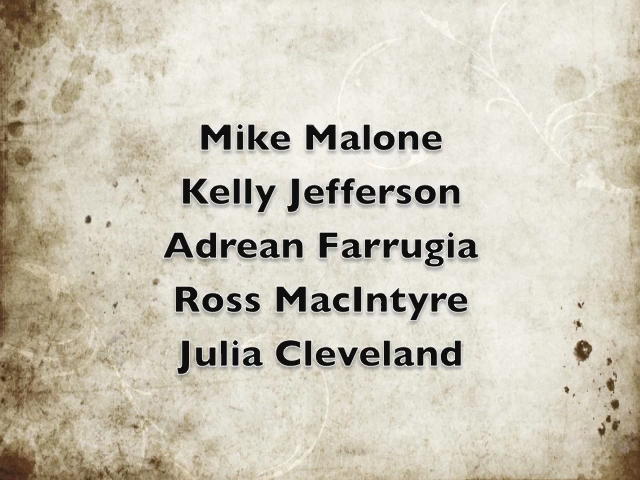 Mike Malone
Kelly Jefferson
Adrean Farrugia
Ross MacIntyre
Julia Cleveland